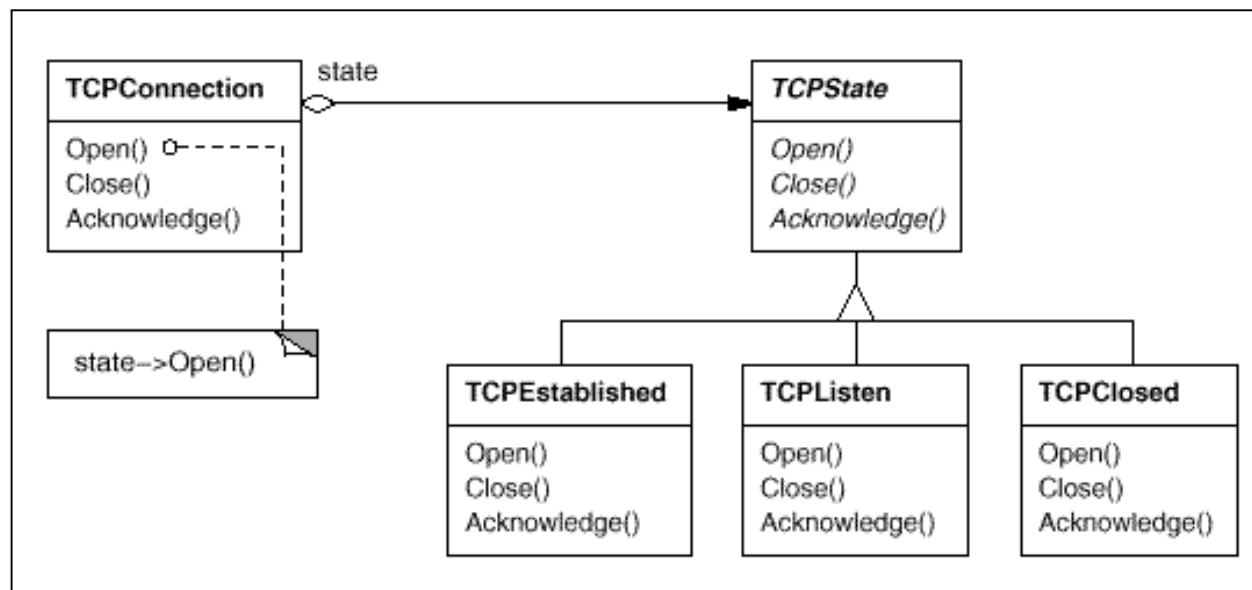 TCPConnection
Open()
Close()
Acknowledge()
state
TCPState
Open()
Close()
Acknowledge()
state->Open()
TCPEstablished
Open()
Close()
Acknowledge()
TCPListen
Open()
Close()
Acknowledge()
TCPClosed
Open()
Close()
Acknowledge()